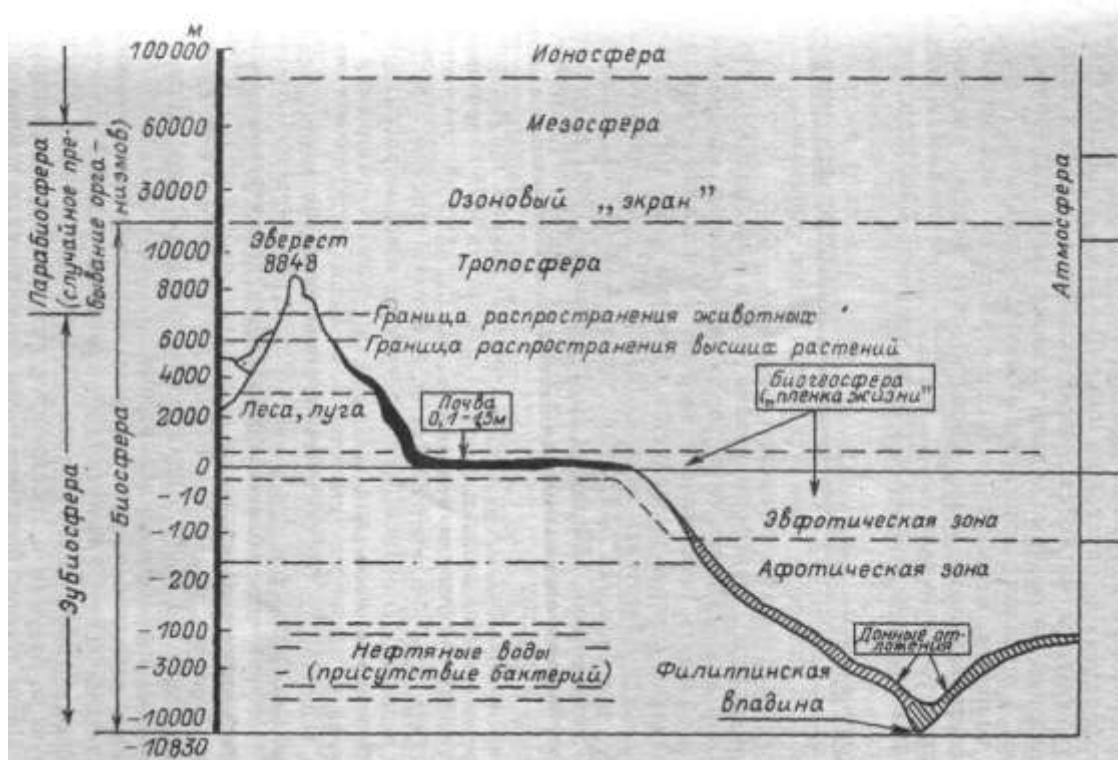 м
100000
60000
30000
10000
8000
6000
4000
2000
0
-10
-100
-200
-1000
-3000
-10000
-10830
Парабиосфера
(случайное пре-
бывание орга-
низмов)
Эубиосфера
Биосфера
Ионосфера
Мезосфера
Озоновый „экран”
Эверест
8848
Тропосфера
Граница распространения животных
Граница распространения высших растений
Леса, луга
Почва
0,1-1,5м
Биогеосфера
(„пленка жизни”
Эвфотическая зона
Афотическая зона
Нефтяные воды
(присутствие бактерий)
Донные от-
ложения
Филиппинская
впадина
Атмосфера